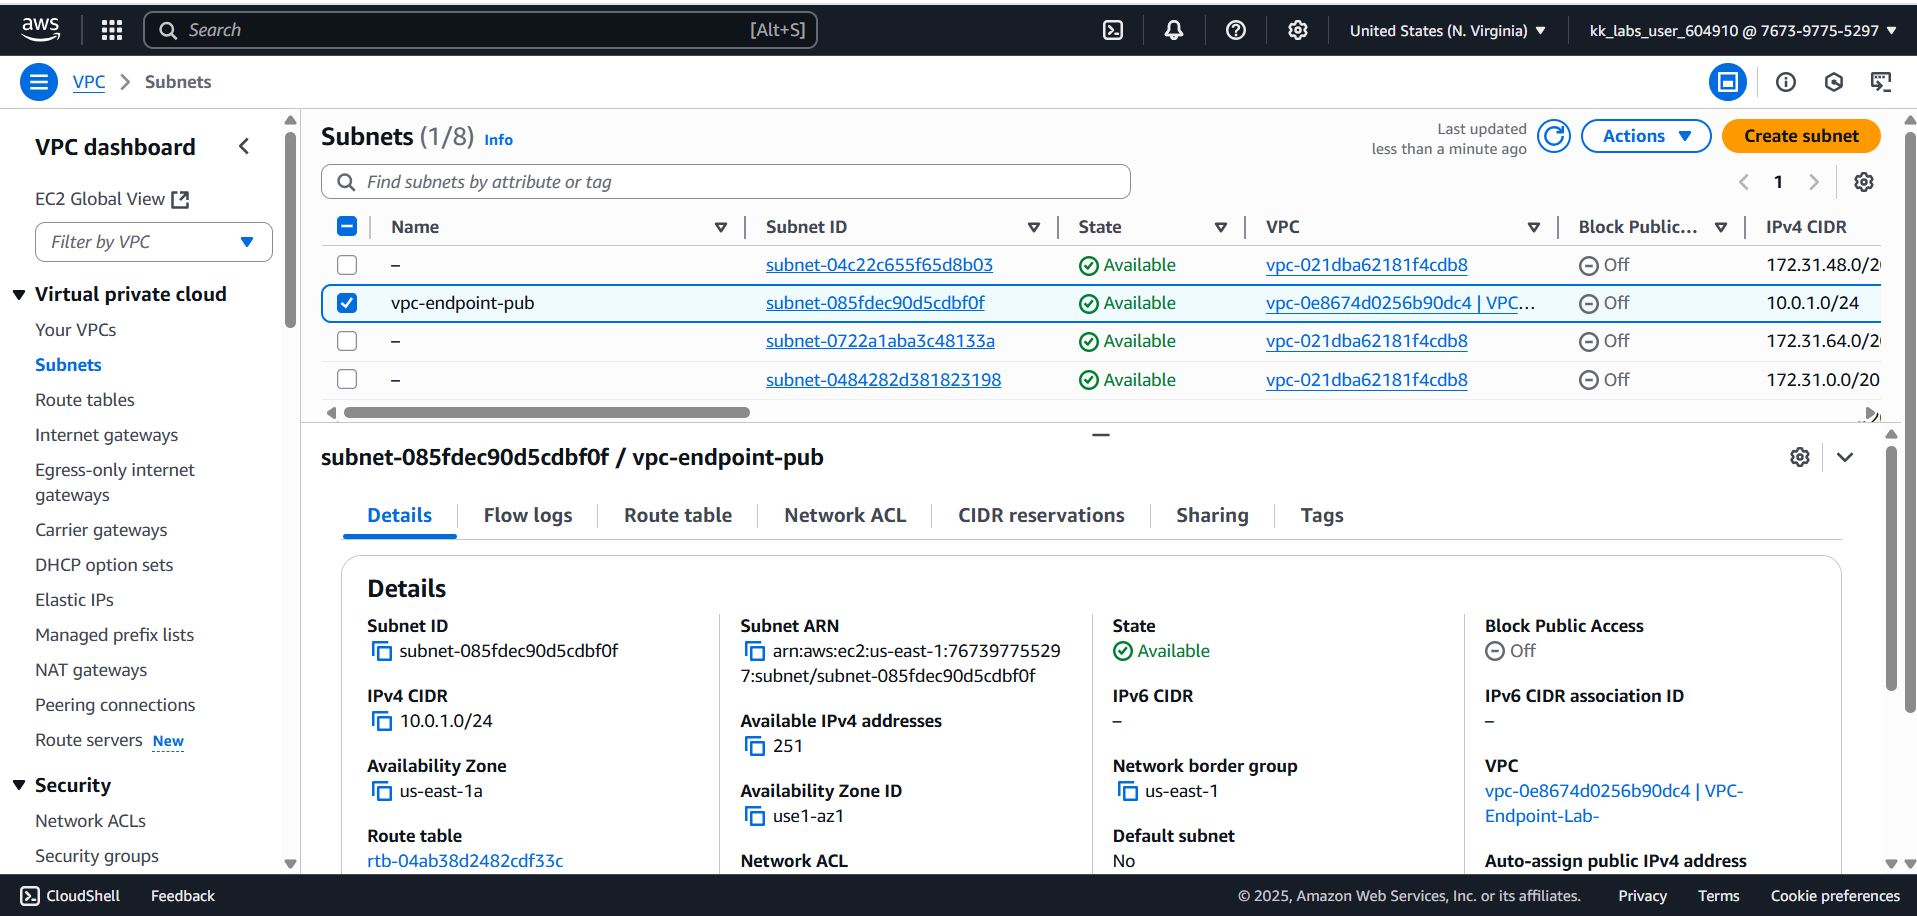 aws
Search [Alt+S]
United States (N. Virginia)
kk_labs_user_604910 @ 7673-9775-5297
VPC
Subnets
VPC dashboard
EC2 Global View
Filter by VPC
Virtual private cloud
Your VPCs
Subnets
Route tables
Internet gateways
Egress-only internet
gateways
Carrier gateways
DHCP option sets
Elastic IPs
Managed prefix lists
NAT gateways
Peering connections
Route servers New
Security
Network ACLs
Security groups
Subnets (1/8) Info
Last updated
less than a minute ago
Actions
Create subnet
Find subnets by attribute or tag
1
Name Subnet ID State VPC Block Public... IPv4 CIDR
– subnet-04c22c655f65d8b03 Available vpc-021dba62181f4cdb8 Off 172.31.48.0/20
vpc-endpoint-pub subnet-085fdec90d5cdbf0f Available vpc-0e8674d0256b90dc4 | VPC... Off 10.0.1.0/24
– subnet-0722a1aba3c48133a Available vpc-021dba62181f4cdb8 Off 172.31.64.0/20
– subnet-0484282d381823198 Available vpc-021dba62181f4cdb8 Off 172.31.0.0/20
subnet-085fdec90d5cdbf0f / vpc-endpoint-pub
Details Flow logs Route table Network ACL CIDR reservations Sharing Tags
Details
Subnet ID
subnet-085fdec90d5cdbf0f
IPv4 CIDR
10.0.1.0/24
Availability Zone
us-east-1a
Route table
rtb-04ab38d2482cdf33c
Subnet ARN
arn:aws:ec2:us-east-1:76739775529
7:subnet/subnet-085fdec90d5cdbf0f
Available IPv4 addresses
251
Availability Zone ID
use1-az1
Network ACL
State
Available
IPv6 CIDR
–
Network border group
us-east-1
Default subnet
No
Block Public Access
Off
IPv6 CIDR association ID
–
VPC
vpc-0e8674d0256b90dc4 | VPC-
Endpoint-Lab-
Auto-assign public IPv4 address
CloudShell
Feedback
© 2025, Amazon Web Services, Inc. or its affiliates.
Privacy
Terms
Cookie preferences